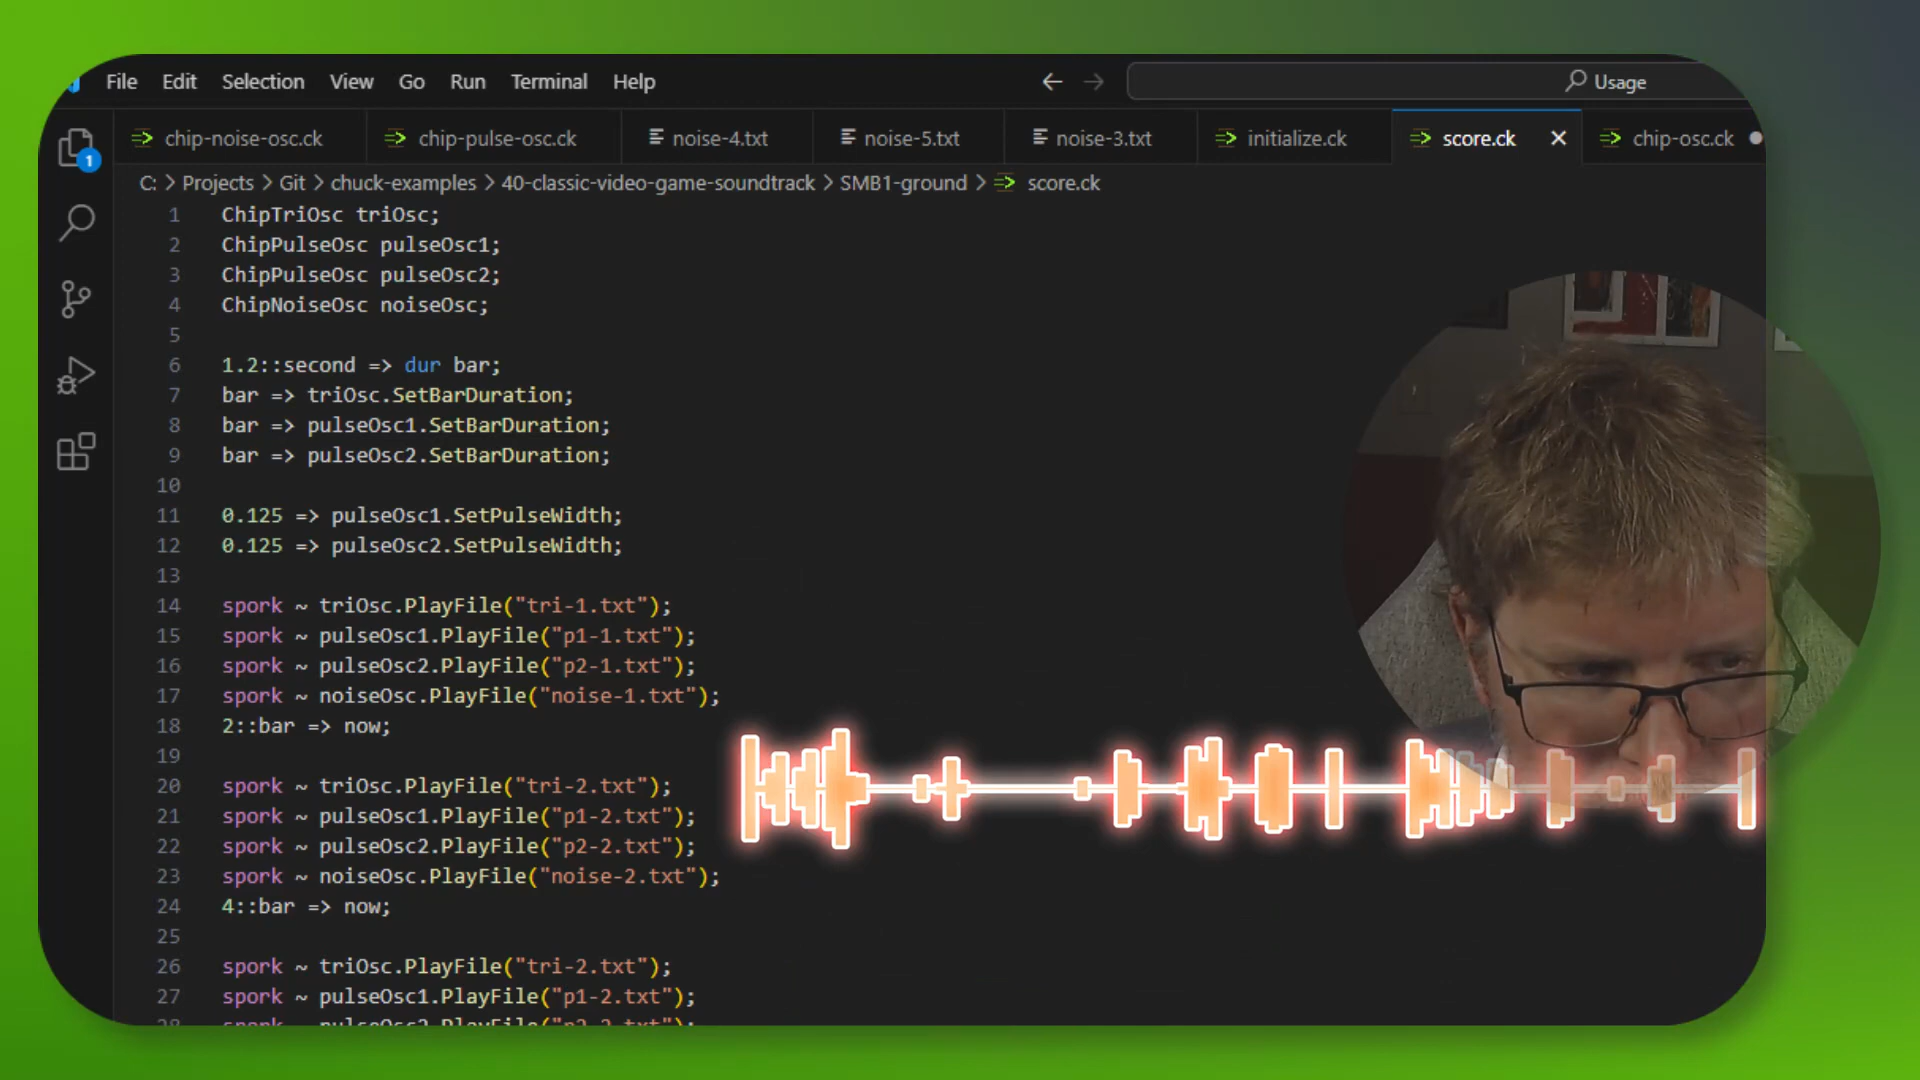 File Edit Selection View Go Run Terminal Help Usage
chip-noise-osc.ck chip-pulse-osc.ck noise-4.txt noise-5.txt noise-3.txt initialize.ck score.ck chip-osc.ck
1
C: > Projects > Git > chuck-examples > 40-classic-video-game-soundtrack > SMB1-ground > score.ck
1 ChipTriOsc triOsc;
2 ChipPulseOsc pulseOsc1;
3 ChipPulseOsc pulseOsc2;
4 ChipNoiseOsc noiseOsc;
5
6 1.2::second => dur bar;
7 bar => triOsc.SetBarDuration;
8 bar => pulseOsc1.SetBarDuration;
9 bar => pulseOsc2.SetBarDuration;
10
11 0.125 => pulseOsc1.SetPulseWidth;
12 0.125 => pulseOsc2.SetPulseWidth;
13
14 spork ~ triOsc.PlayFile("tri-1.txt");
15 spork ~ pulseOsc1.PlayFile("p1-1.txt");
16 spork ~ pulseOsc2.PlayFile("p2-1.txt");
17 spork ~ noiseOsc.PlayFile("noise-1.txt");
18 2::bar => now;
19
20 spork ~ triOsc.PlayFile("tri-2.txt");
21 spork ~ pulseOsc1.PlayFile("p1-2.txt");
22 spork ~ pulseOsc2.PlayFile("p2-2.txt");
23 spork ~ noiseOsc.PlayFile("noise-2.txt");
24 4::bar => now;
25
26 spork ~ triOsc.PlayFile("tri-2.txt");
27 spork ~ pulseOsc1.PlayFile("p1-2.txt");
28 spork ~ pulseOsc2.PlayFile("p2-2.txt");